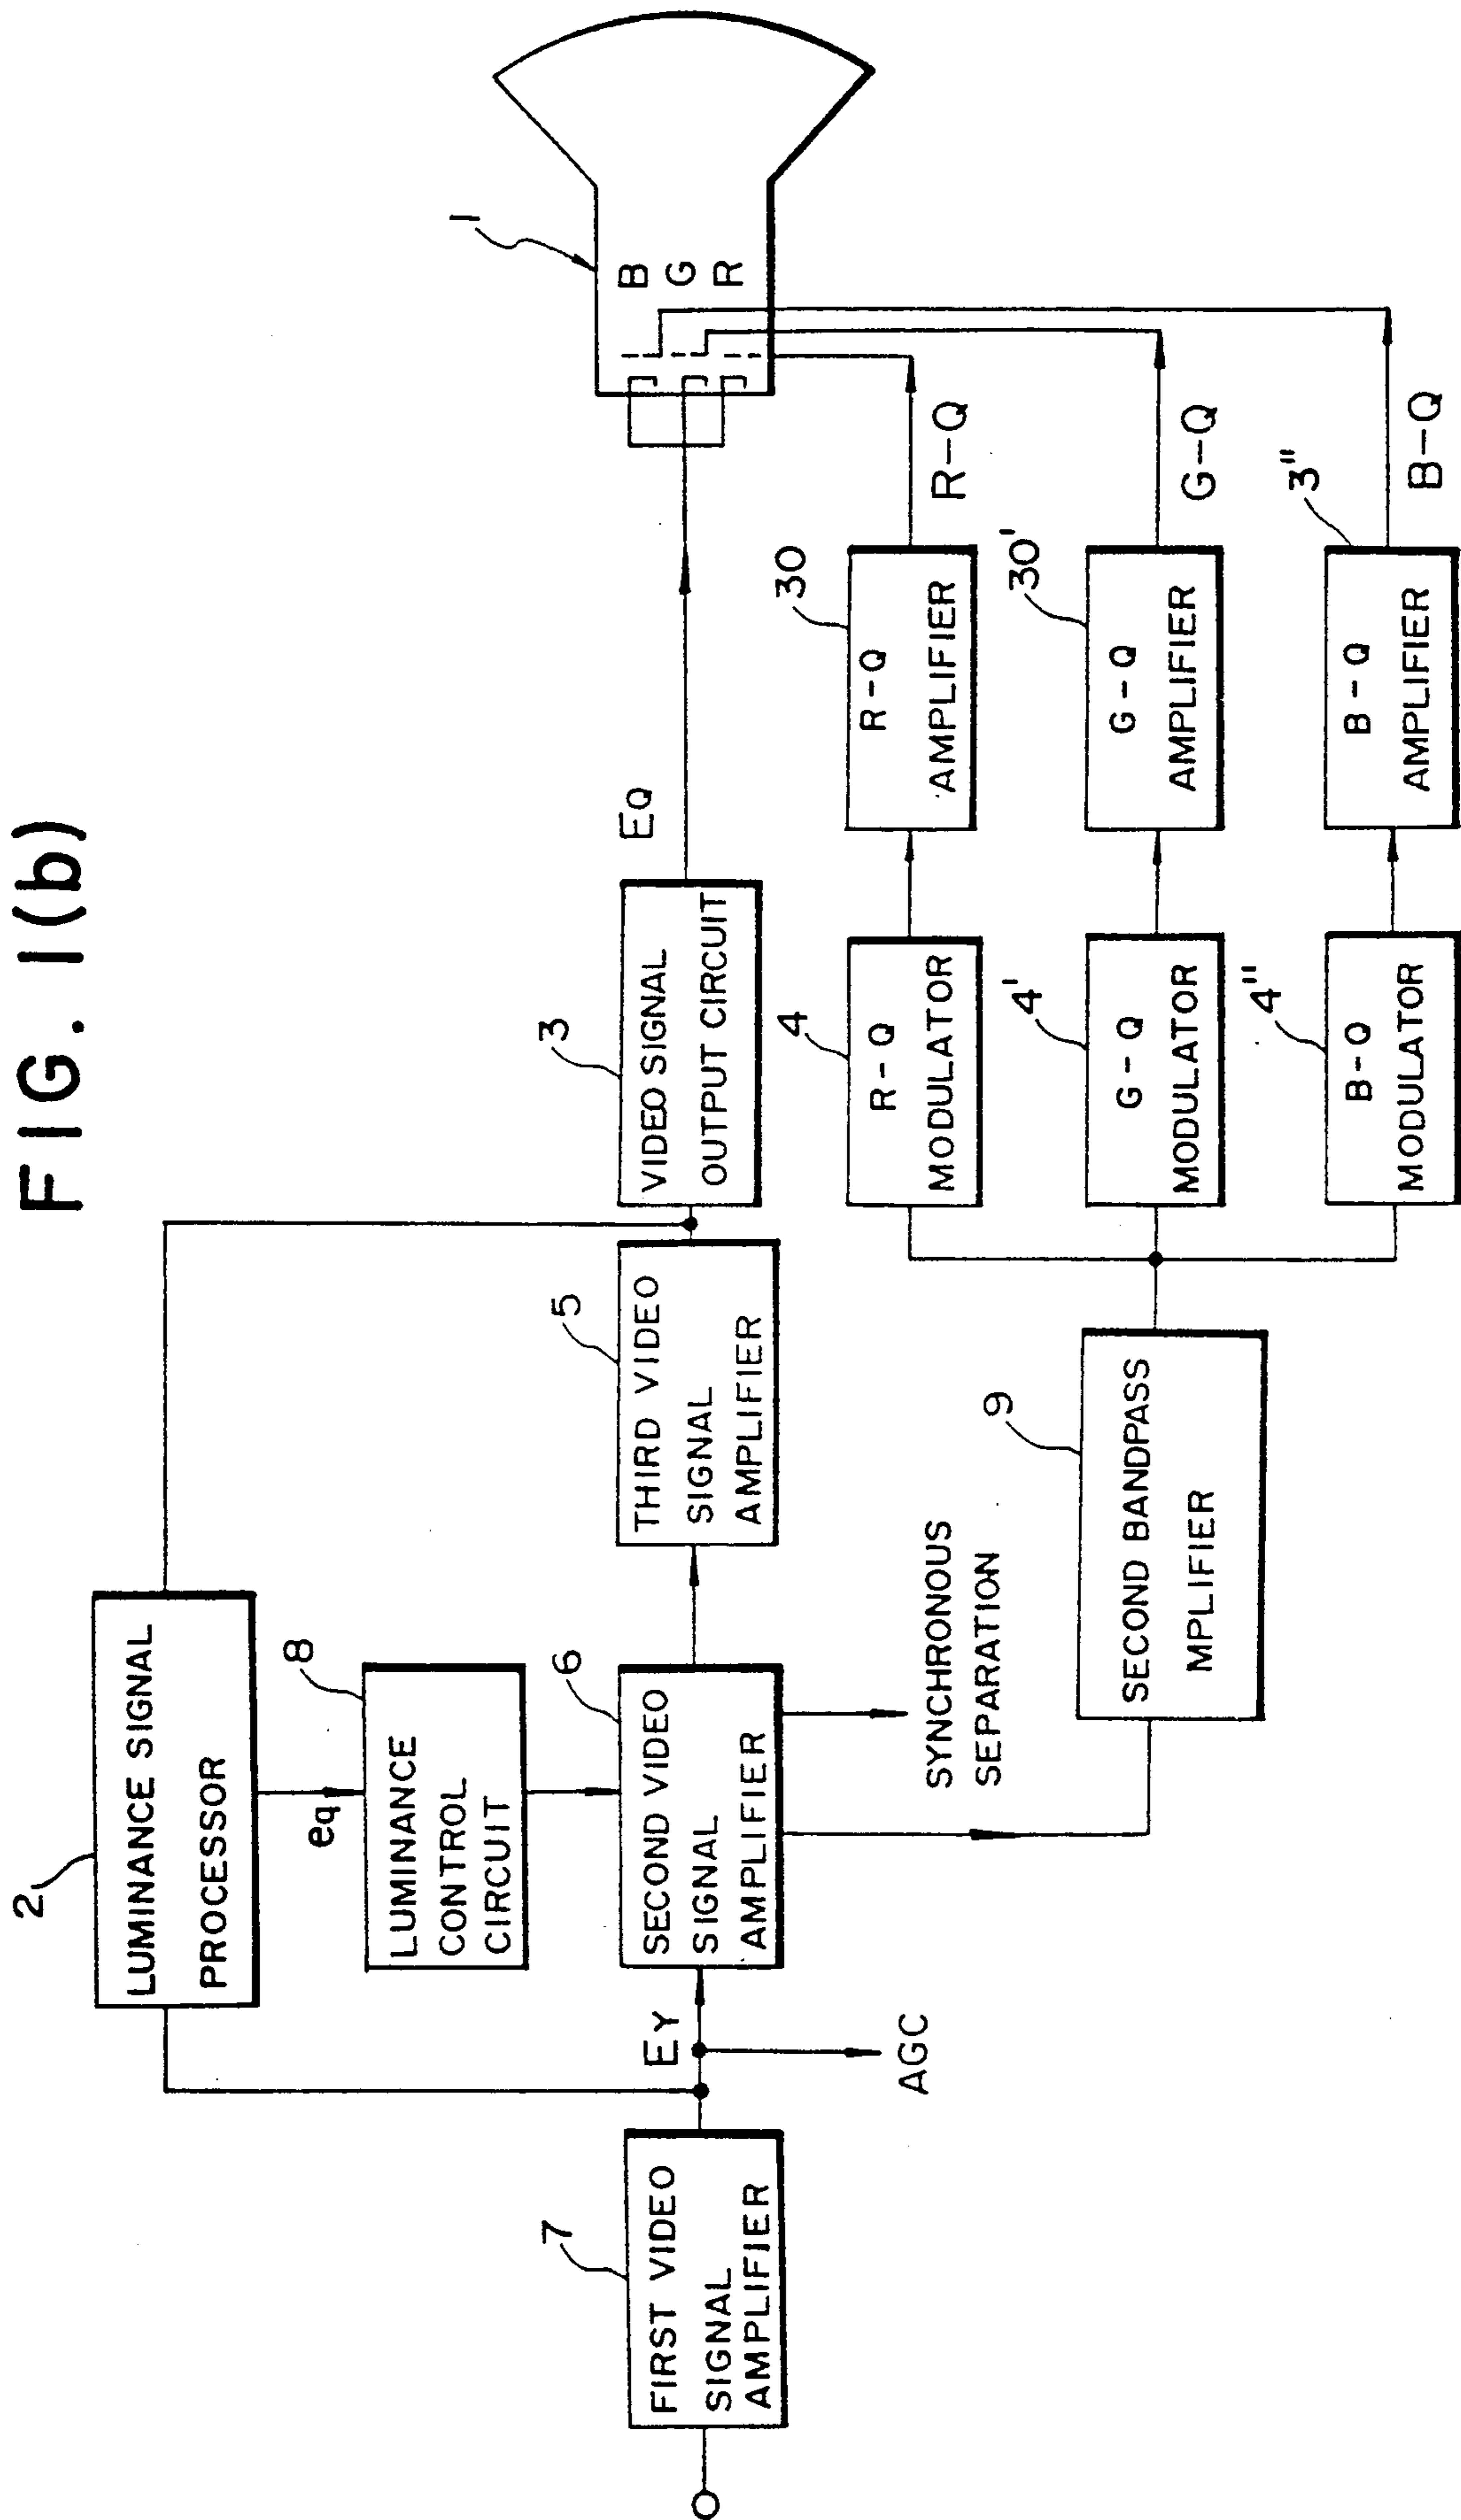 FIG. 1(b)
2
LUMINANCE SIGNAL
PROCESSOR
eq
8
LUMINANCE
CONTROL
CIRCUIT
7
FIRST VIDEO
SIGNAL
AMPLIFIER
EY
AGC
6
SECOND VIDEO
SIGNAL
AMPLIFIER
SYNCHRONOUS
SEPARATION
5
THIRD VIDEO
SIGNAL
AMPLIFIER
3
VIDEO SIGNAL
OUTPUT CIRCUIT
EQ
1
B
G
R
9
SECOND BANDPASS
MPLIFIER
4
R-Q
MODULATOR
30
R-Q
AMPLIFIER
R-Q
4'
G-Q
MODULATOR
30'
G-Q
AMPLIFIER
G-Q
4"
B-Q
MODULATOR
3"
B-Q
AMPLIFIER
B-Q